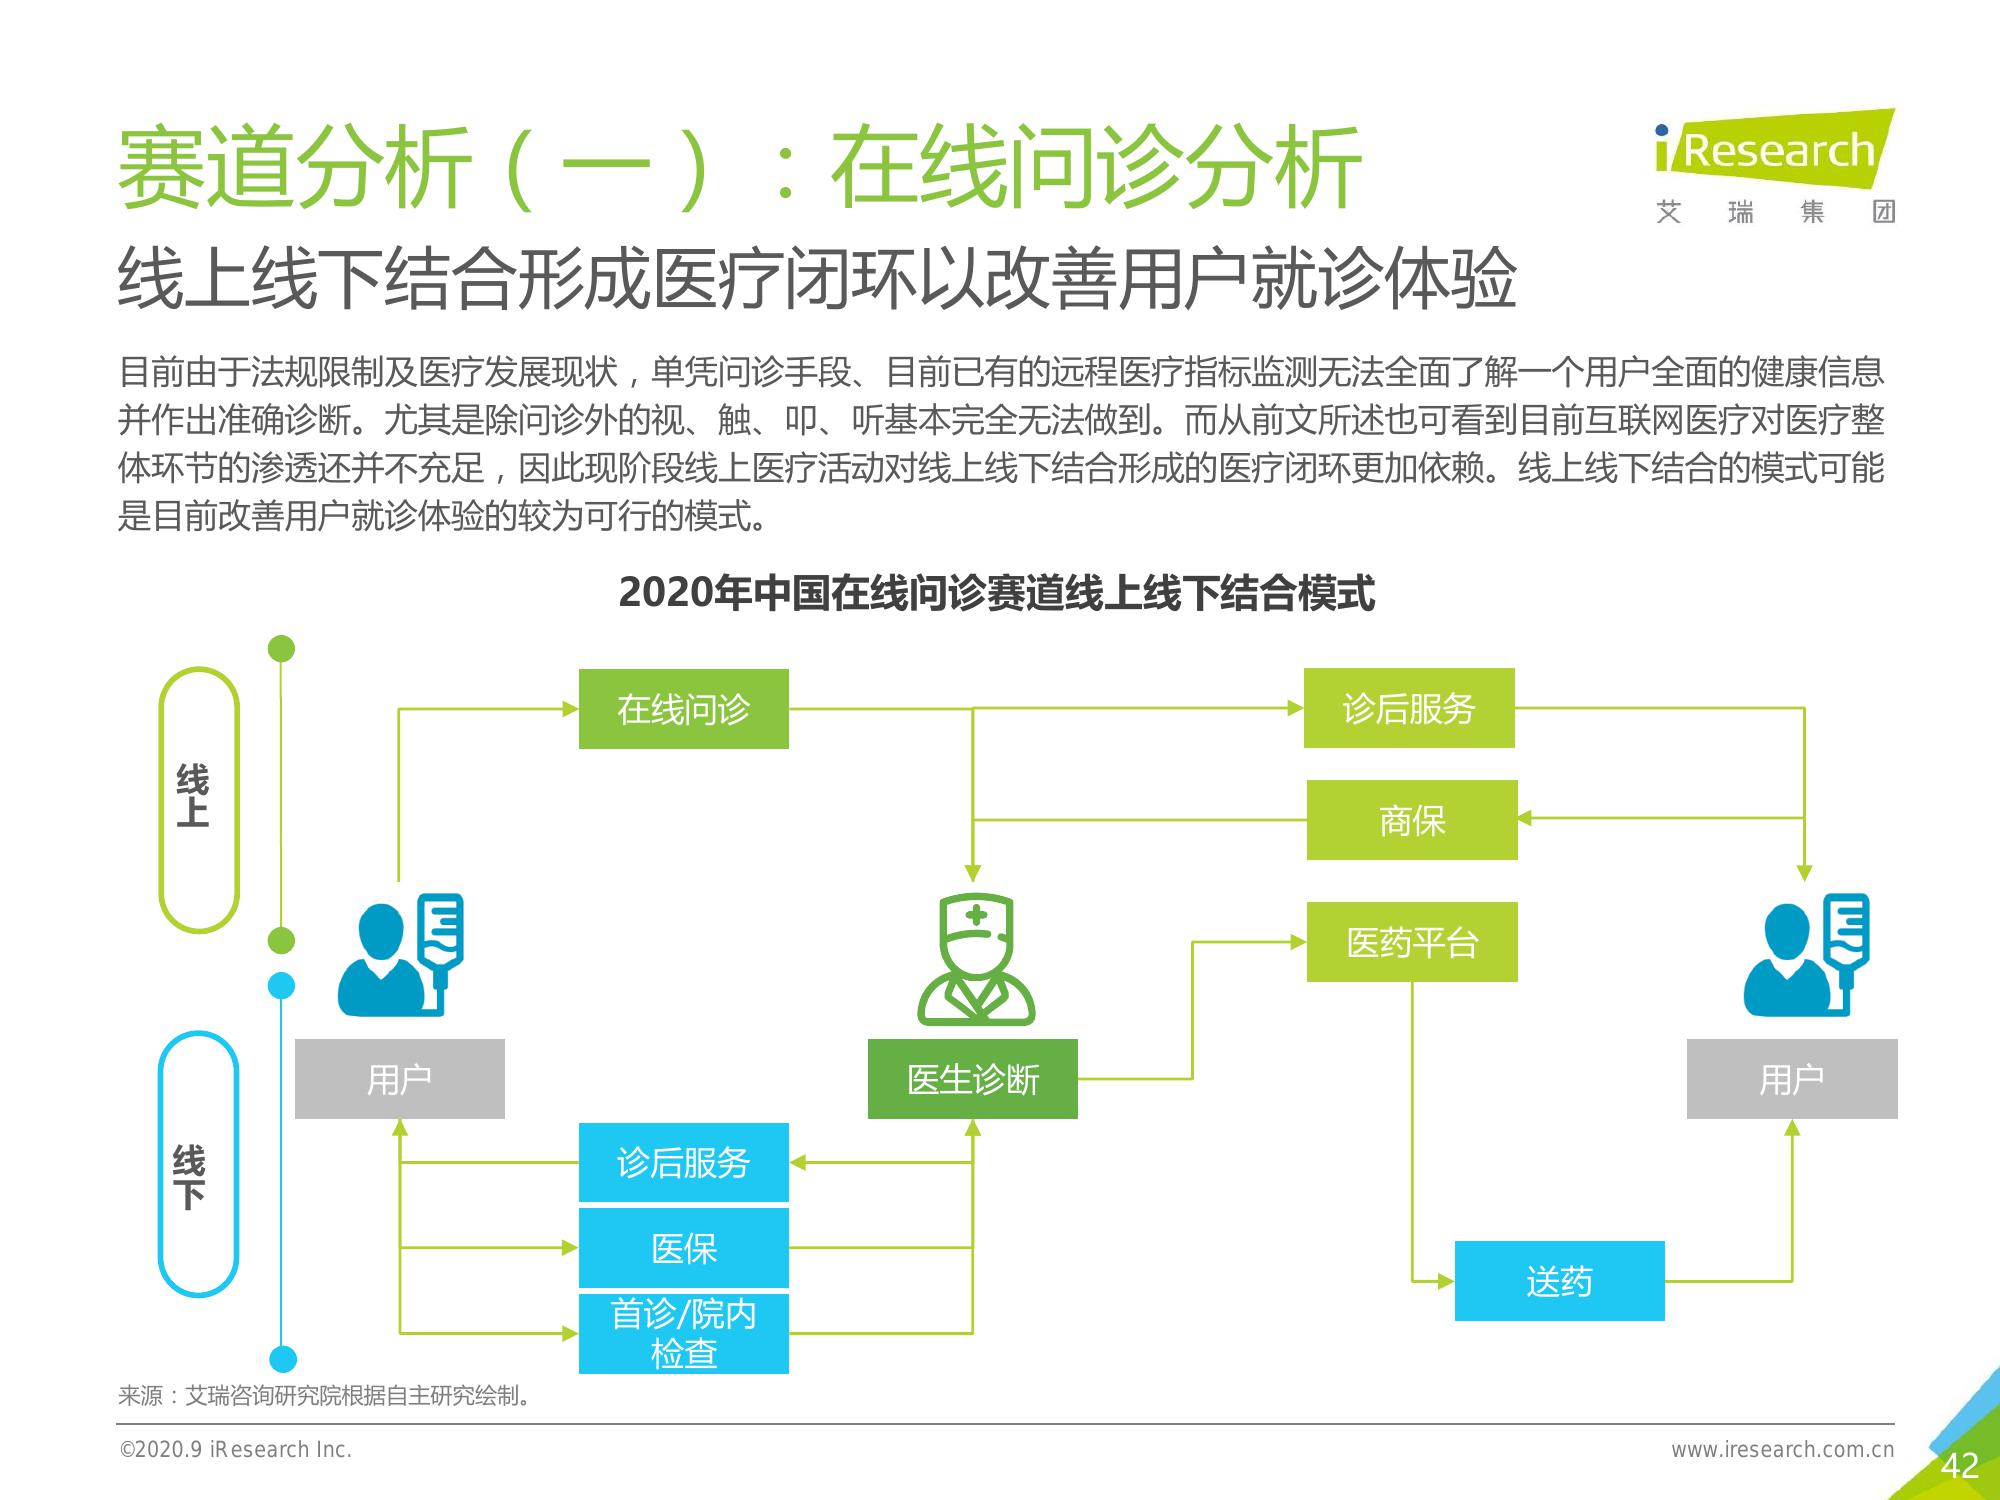 赛道分析（一）：在线问诊分析
iResearch
艾瑞集团
线上线下结合形成医疗闭环以改善用户就诊体验
目前由于法规限制及医疗发展现状，单凭问诊手段、目前已有的远程医疗指标监测无法全面了解一个用户全面的健康信息
并作出准确诊断。尤其是除问诊外的视、触、叩、听基本完全无法做到。而从前文所述也可看到目前互联网医疗对医疗整
体环节的渗透还并不充足，因此现阶段线上医疗活动对线上线下结合形成的医疗闭环更加依赖。线上线下结合的模式可能
是目前改善用户就诊体验的较为可行的模式。
2020年中国在线问诊赛道线上线下结合模式
线上
在线问诊
诊后服务
商保
医药平台
用户
医生诊断
用户
线下
诊后服务
医保
首诊/院内
检查
送药
来源：艾瑞咨询研究院根据自主研究绘制。
©2020.9 iResearch Inc.
www.iresearch.com.cn
42